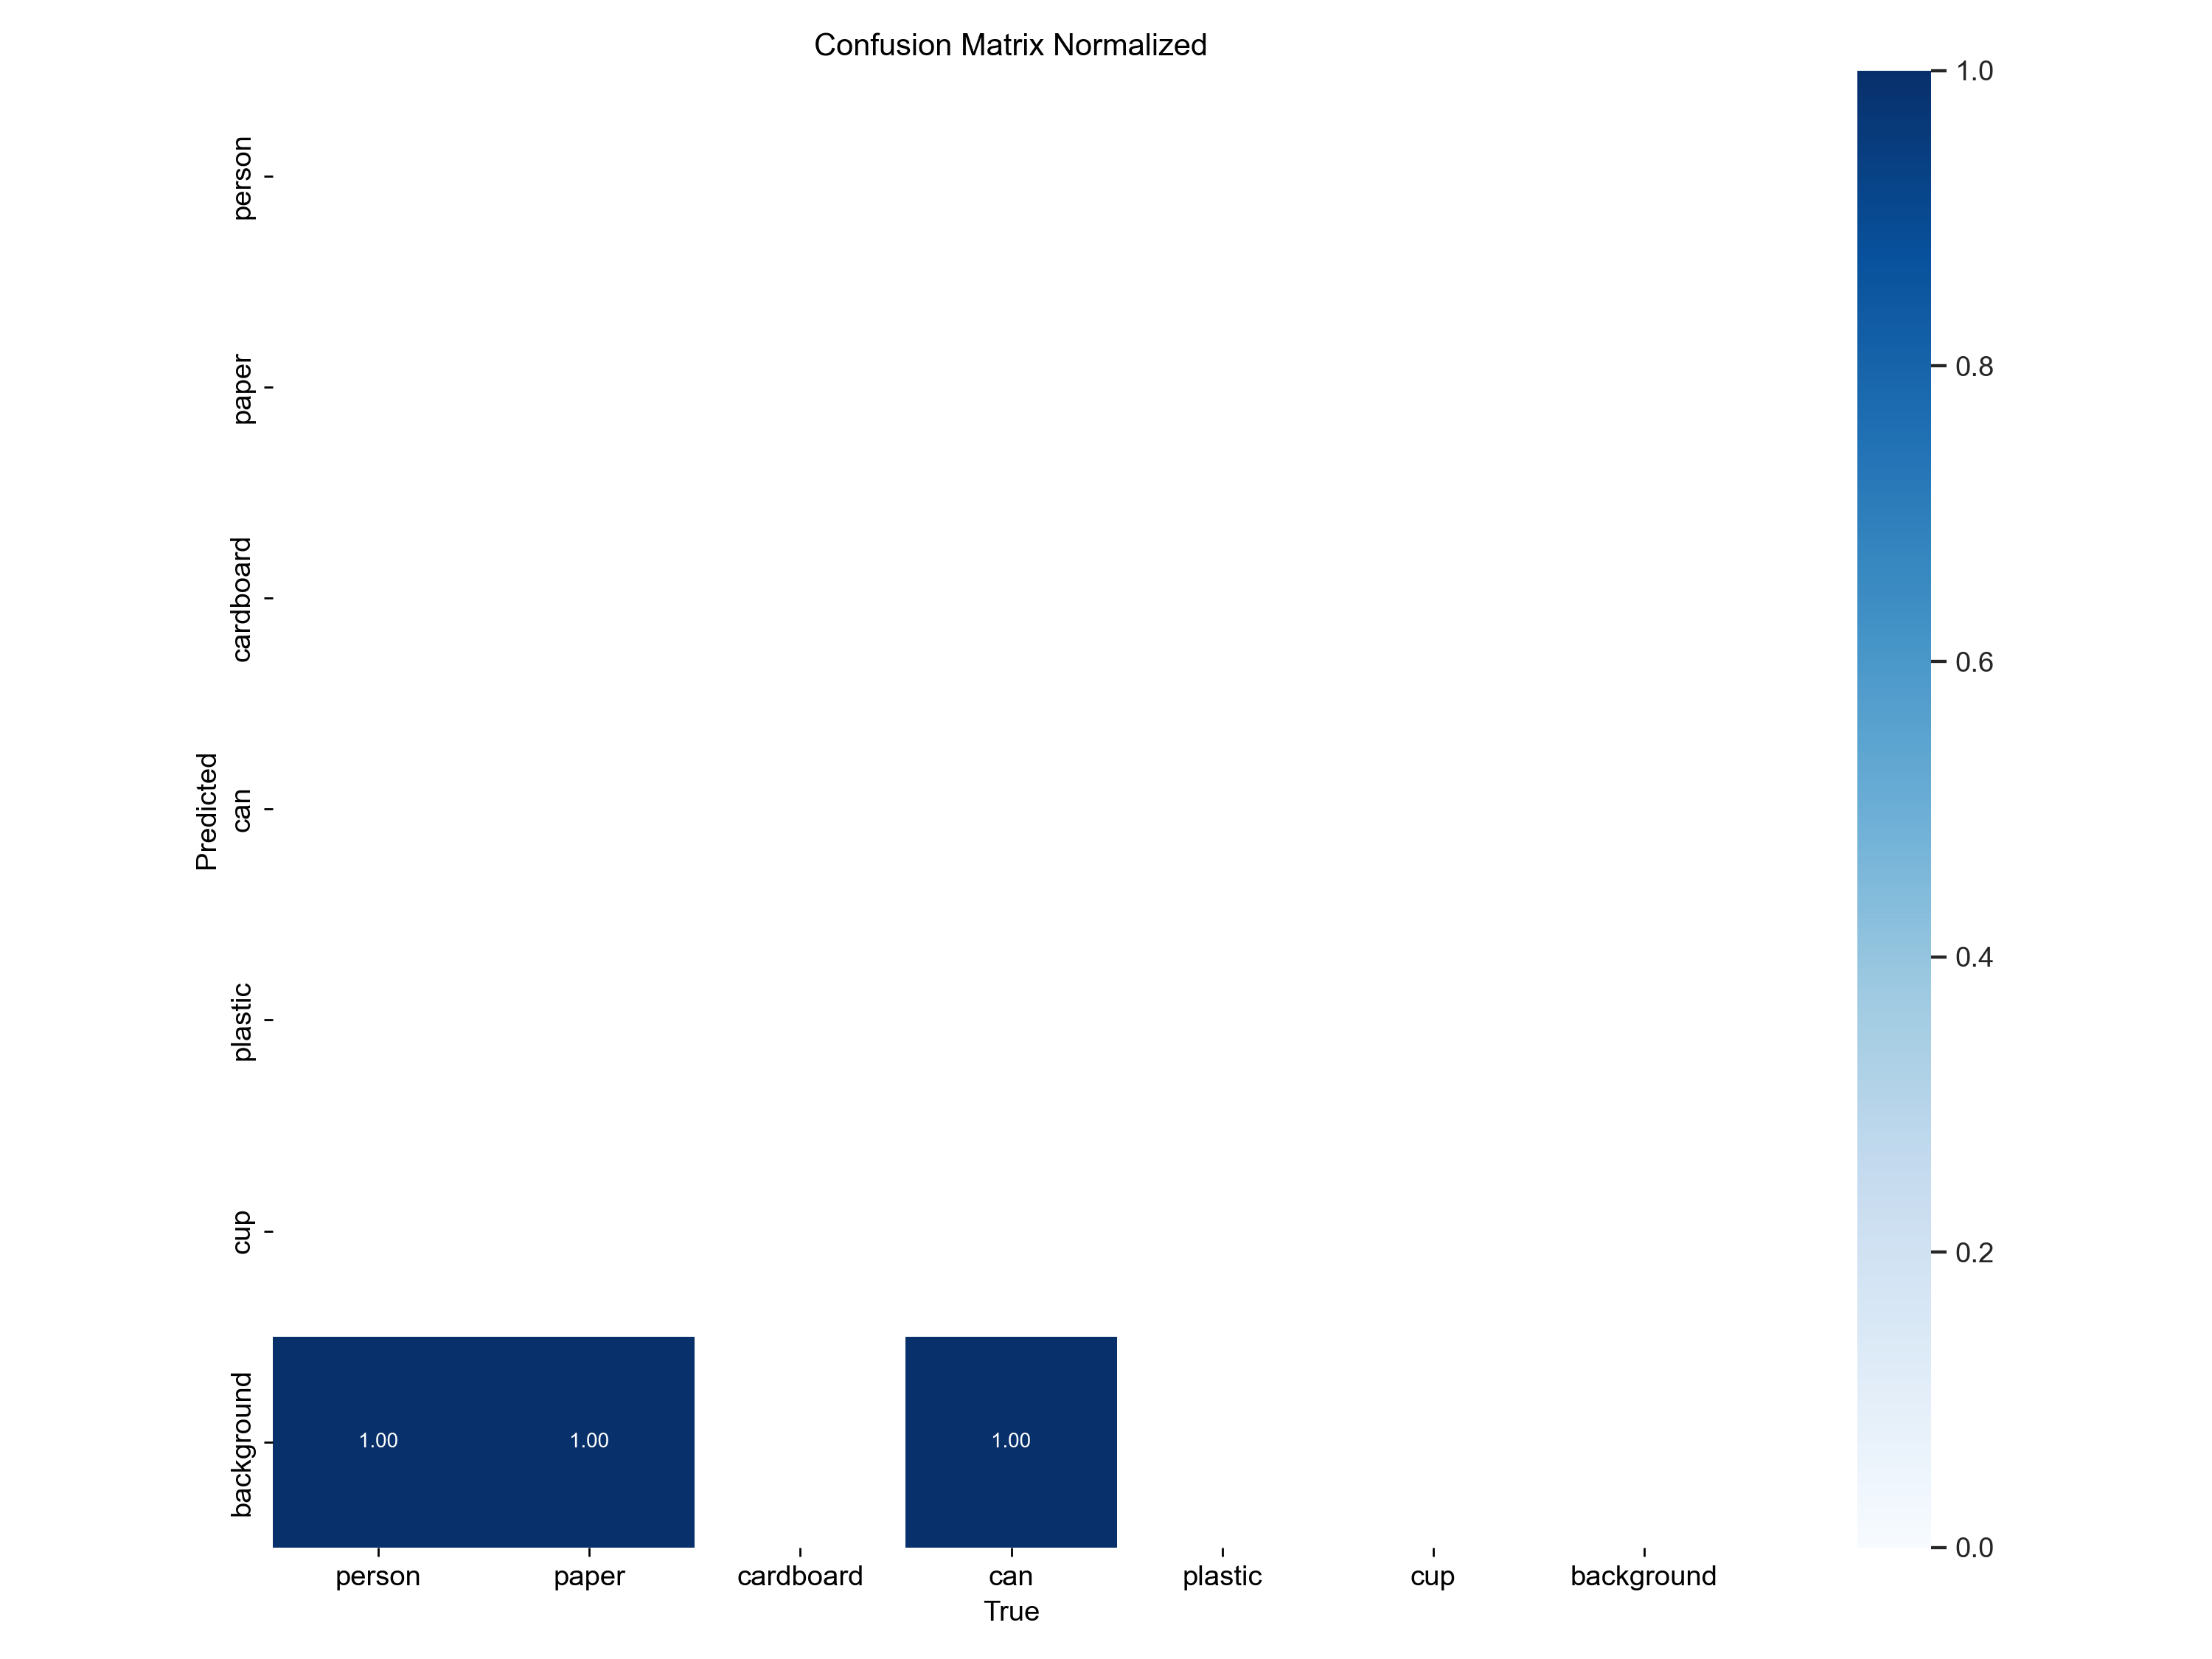 Confusion Matrix Normalized
1.0
0.8
0.6
0.4
0.2
0.0
Predicted
person
paper
cardboard
can
plastic
cup
background
1.00 1.00 1.00
person paper cardboard can plastic cup background
True